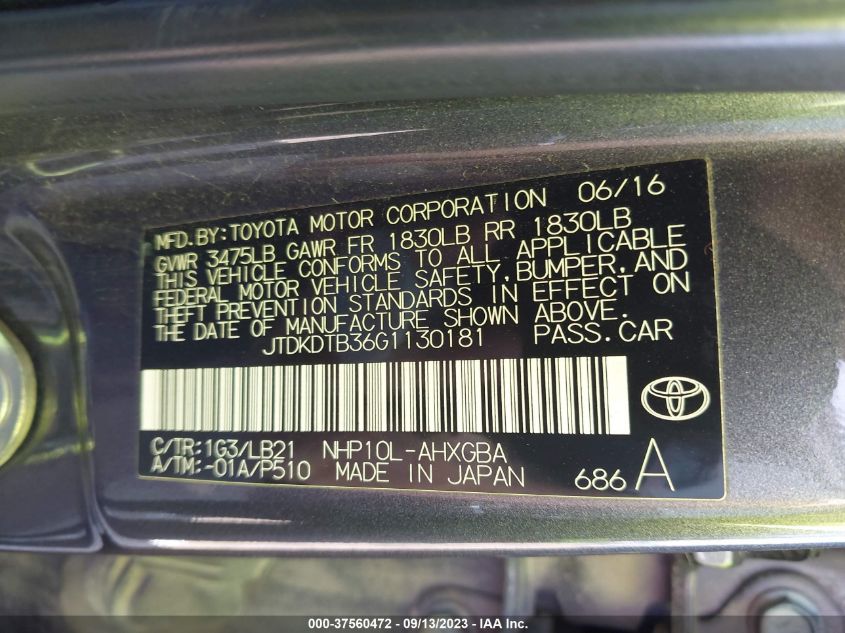 MFD.BY:TOYOTA MOTOR CORPORATION 06/16
GVWR 3475LB GAWR FR 1830LB RR 1830LB
THIS VEHICLE CONFORMS TO ALL APPLICABLE
FEDERAL MOTOR VEHICLE SAFETY,BUMPER,AND
THEFT PREVENTION STANDARDS IN EFFECT ON
THE DATE OF MANUFACTURE SHOWN ABOVE.
JTDKDTB36G1130181 PASS.CAR
C/TR:1G3/LB21 NHP10L-AHXGBA
A/TM:-01A/P510 MADE IN JAPAN 686 A
000-37560472 - 09/13/2023 - IAA Inc.